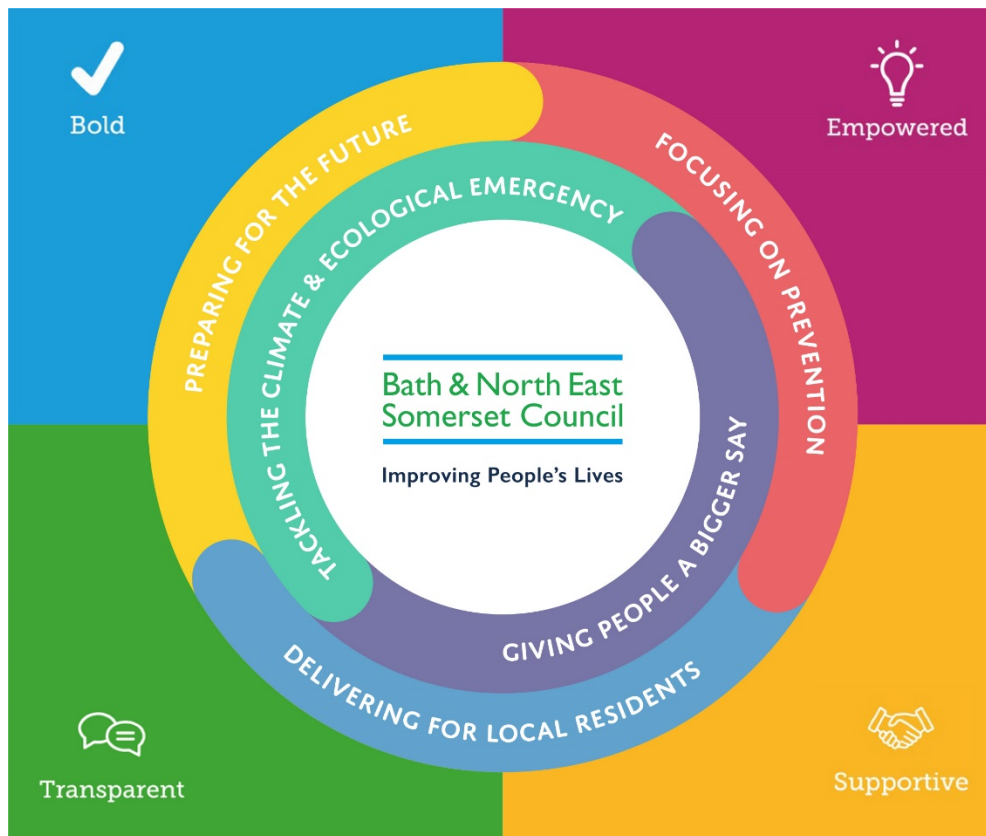 Bold
Empowered
PREPARING FOR THE FUTURE
FOCUSING ON PREVENTION
TACKLING THE CLIMATE & ECOLOGICAL EMERGENCY
Bath & North East
Somerset Council
Improving People's Lives
GIVING PEOPLE A BIGGER SAY
DELIVERING FOR LOCAL RESIDENTS
Transparent
Supportive